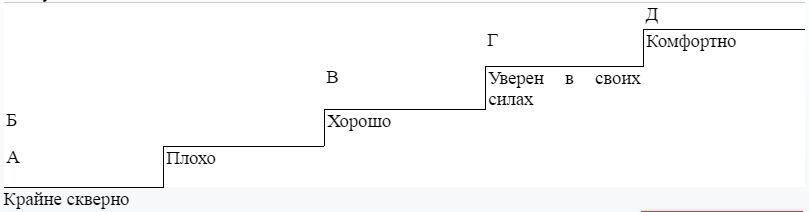 Д
Комфортно
Г
Уверен в своих
силах
В
Хорошо
Б
Плохо
А
Крайне скверно